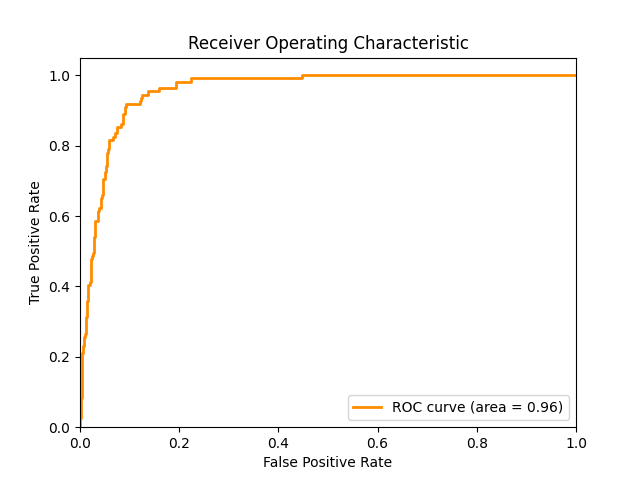 Receiver Operating Characteristic
True Positive Rate
1.0
0.8
0.6
0.4
0.2
0.0
ROC curve (area = 0.96)
0.0 0.2 0.4 0.6 0.8 1.0
False Positive Rate